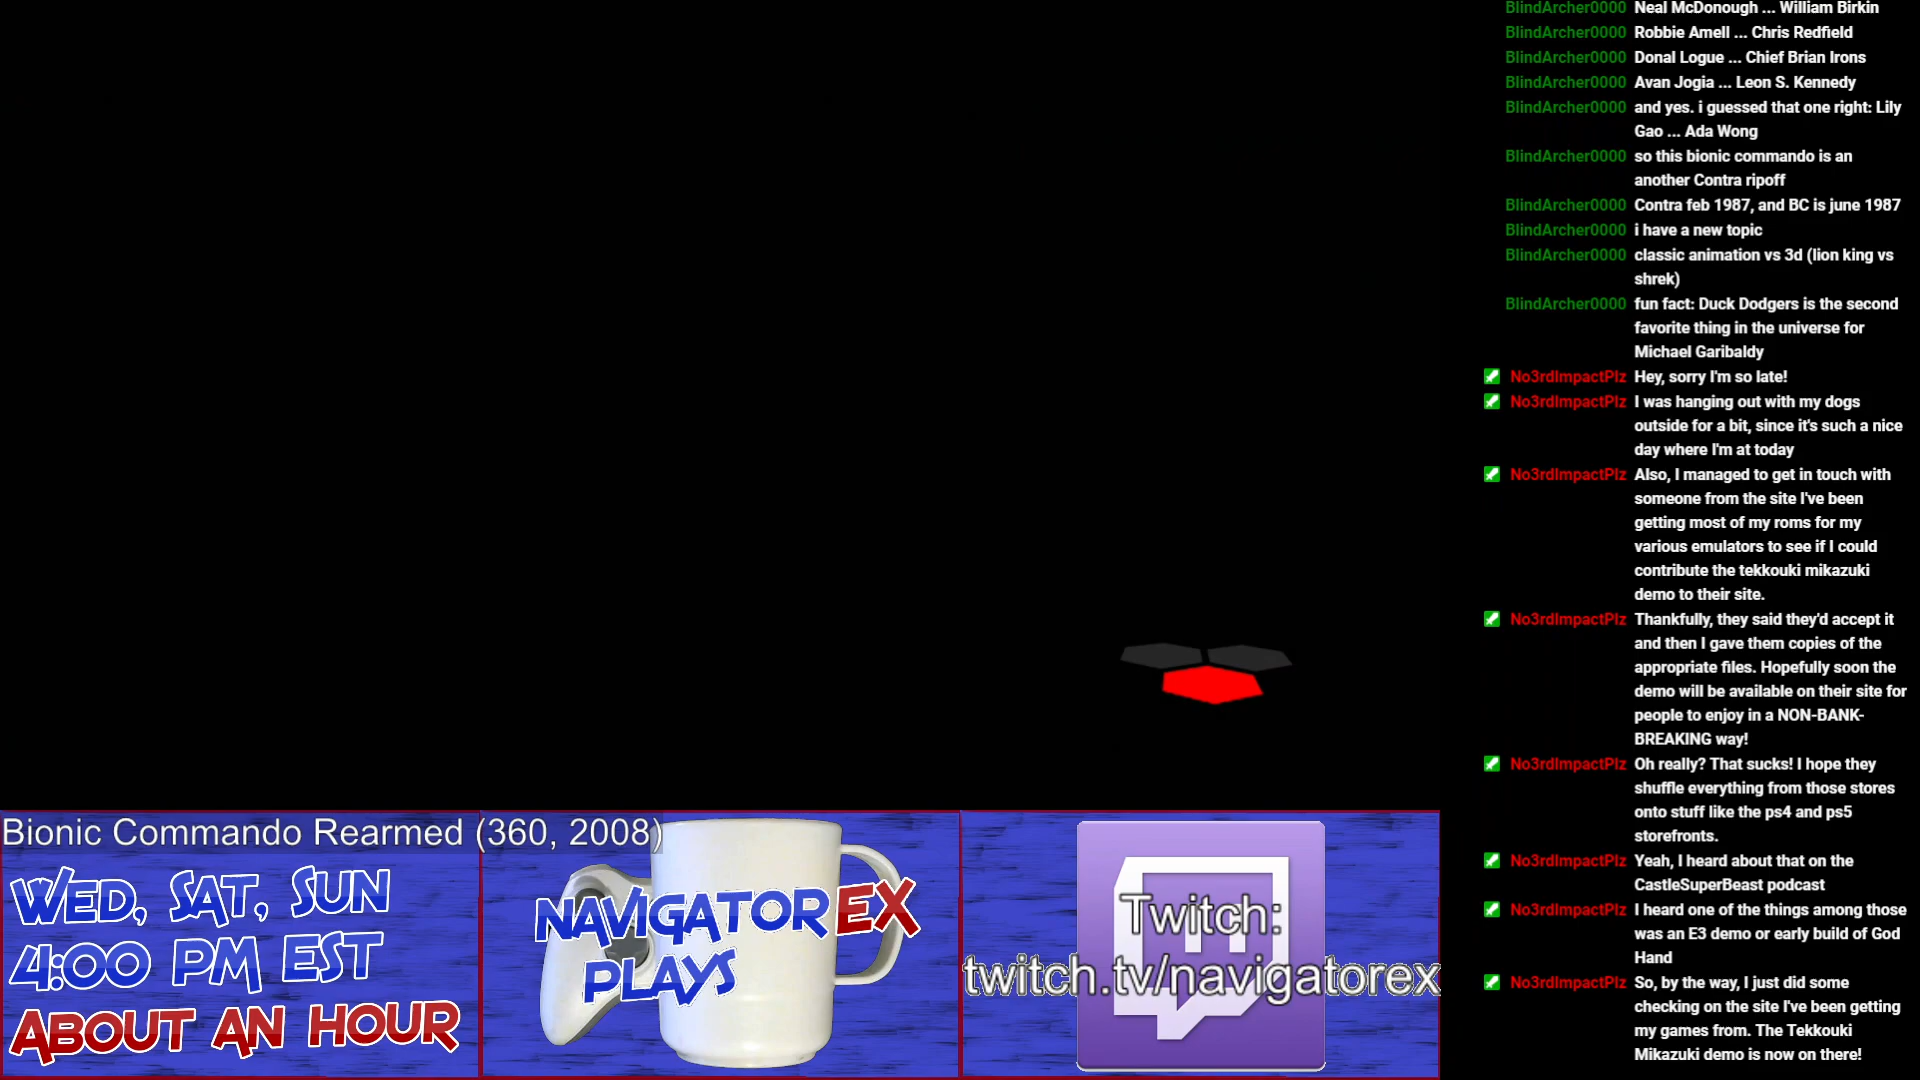 BlindArcher0000 Neal McDonough ... William Birkin
BlindArcher0000 Robbie Amell ... Chris Redfield
BlindArcher0000 Donal Logue ... Chief Brian Irons
BlindArcher0000 Avan Jogia ... Leon S. Kennedy
BlindArcher0000 and yes. i guessed that one right: Lily
Gao ... Ada Wong
BlindArcher0000 so this bionic commando is an
another Contra ripoff
BlindArcher0000 Contra feb 1987, and BC is june 1987
BlindArcher0000 i have a new topic
BlindArcher0000 classic animation vs 3d (lion king vs
shrek)
BlindArcher0000 fun fact: Duck Dodgers is the second
favorite thing in the universe for
Michael Garibaldy
No3rdImpactPlz Hey, sorry I'm so late!
No3rdImpactPlz I was hanging out with my dogs
outside for a bit, since it's such a nice
day where I'm at today
No3rdImpactPlz Also, I managed to get in touch with
someone from the site I've been
getting most of my roms for my
various emulators to see if I could
contribute the tekkouki mikazuki
demo to their site.
No3rdImpactPlz Thankfully, they said they'd accept it
and then I gave them copies of the
appropriate files. Hopefully soon the
demo will be available on their site for
people to enjoy in a NON-BANK-
BREAKING way!
No3rdImpactPlz Oh really? That sucks! I hope they
shuffle everything from those stores
onto stuff like the ps4 and ps5
storefronts.
No3rdImpactPlz Yeah, I heard about that on the
CastleSuperBeast podcast
No3rdImpactPlz I heard one of the things among those
was an E3 demo or early build of God
Hand
No3rdImpactPlz So, by the way, I just did some
checking on the site I've been getting
my games from. The Tekkouki
Mikazuki demo is now on there!
Bionic Commando Rearmed (360, 2008)
WED, SAT, SUN
4:00 PM EST
ABOUT AN HOUR
NAVIGATOREX
PLAYS
Twitch:
twitch.tv/navigatorex